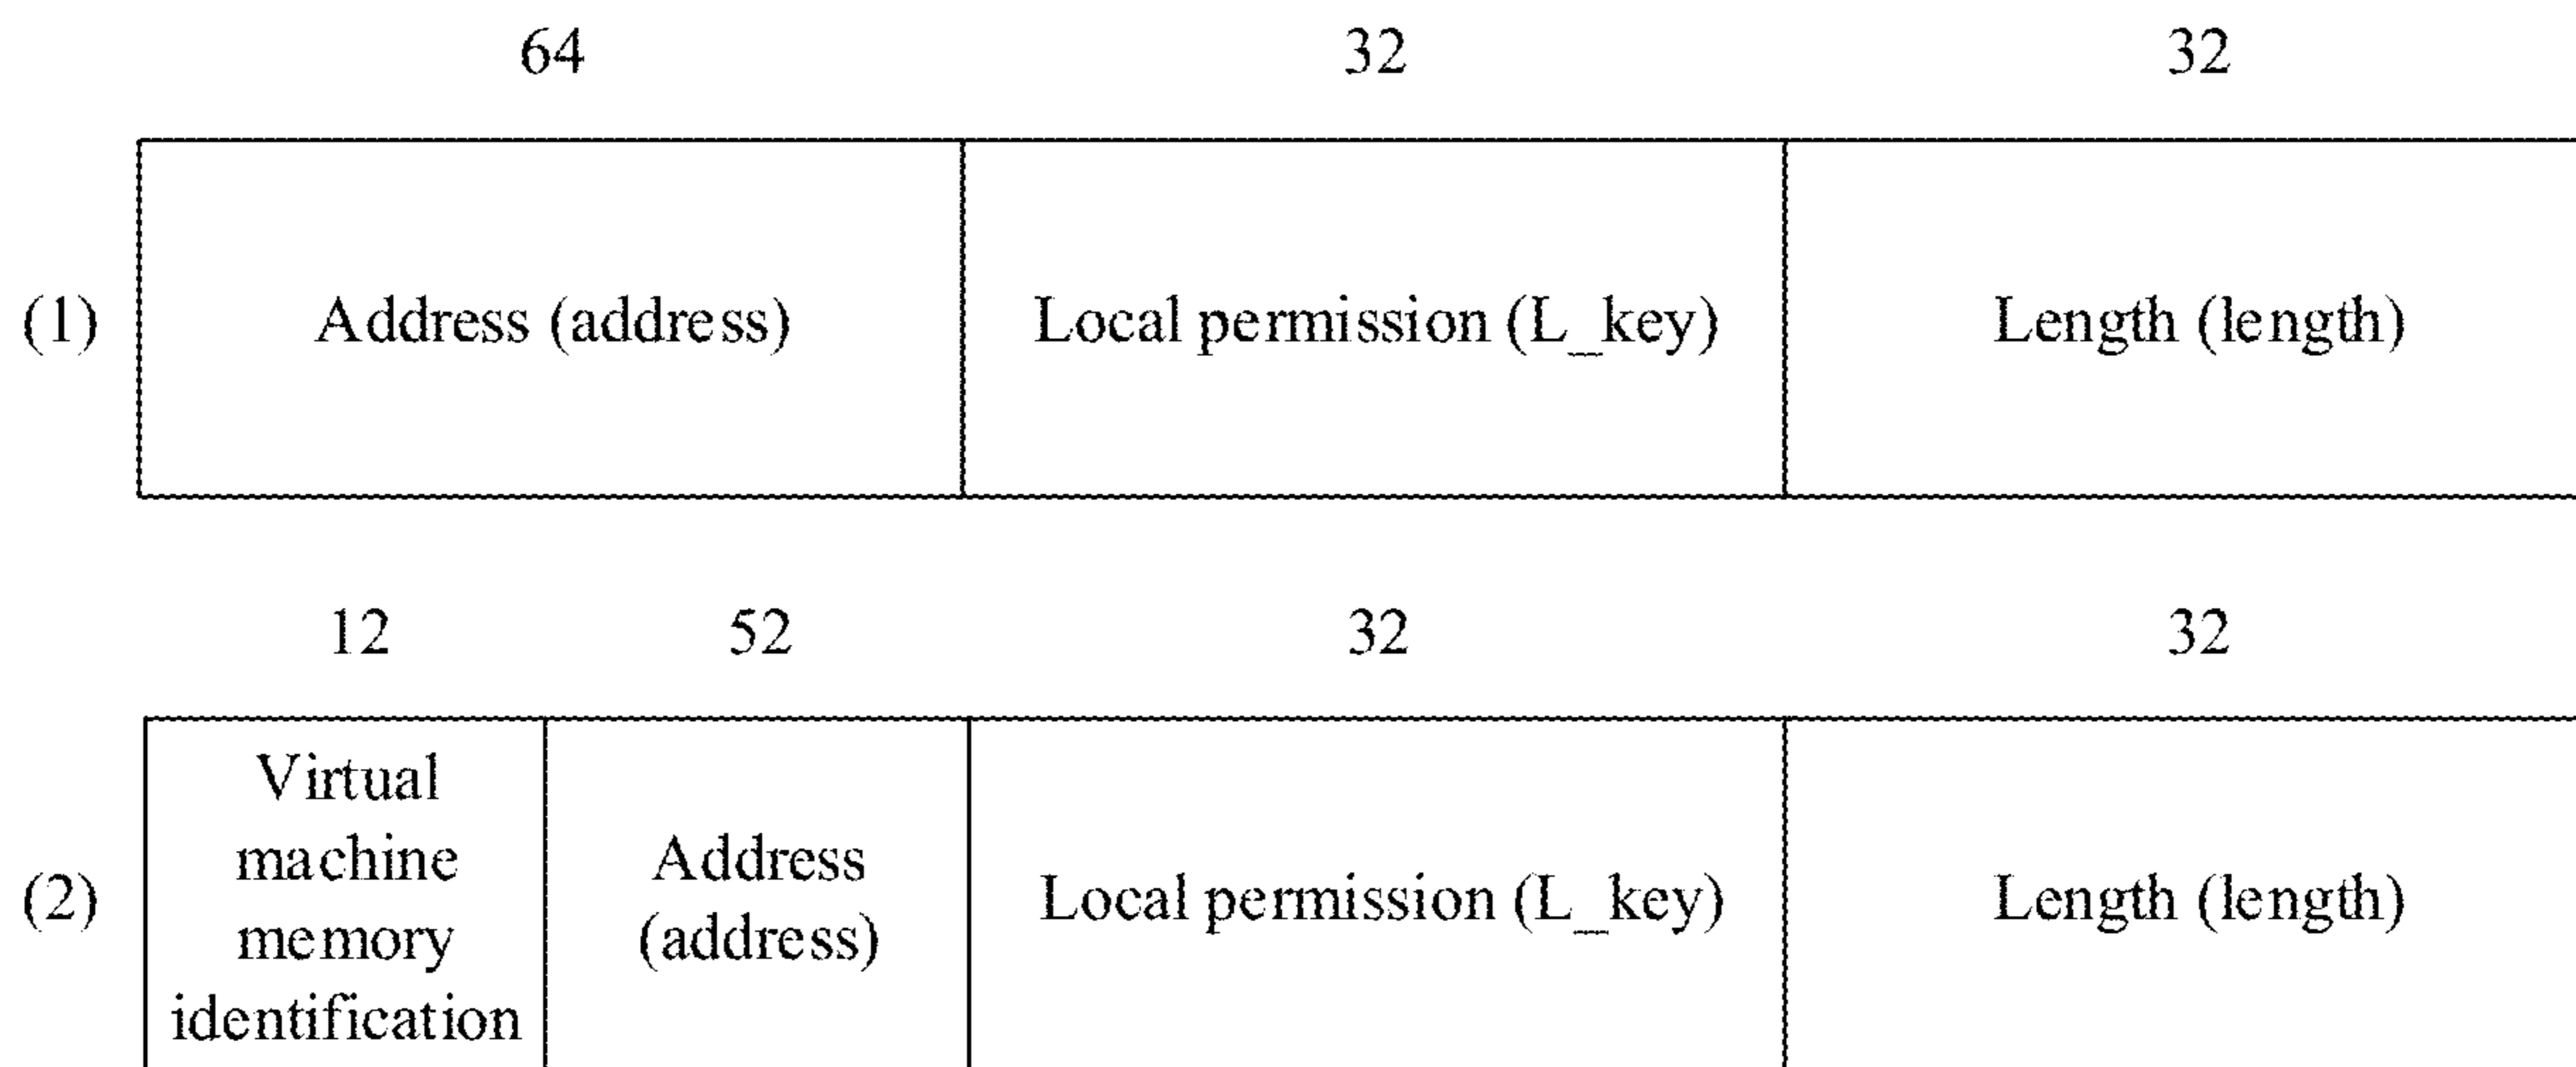 64 32 32
(1) Address (address) Local permission (L_key) Length (length)
12 52 32 32
(2) Virtual machine memory identification Address (address) Local permission (L_key) Length (length)